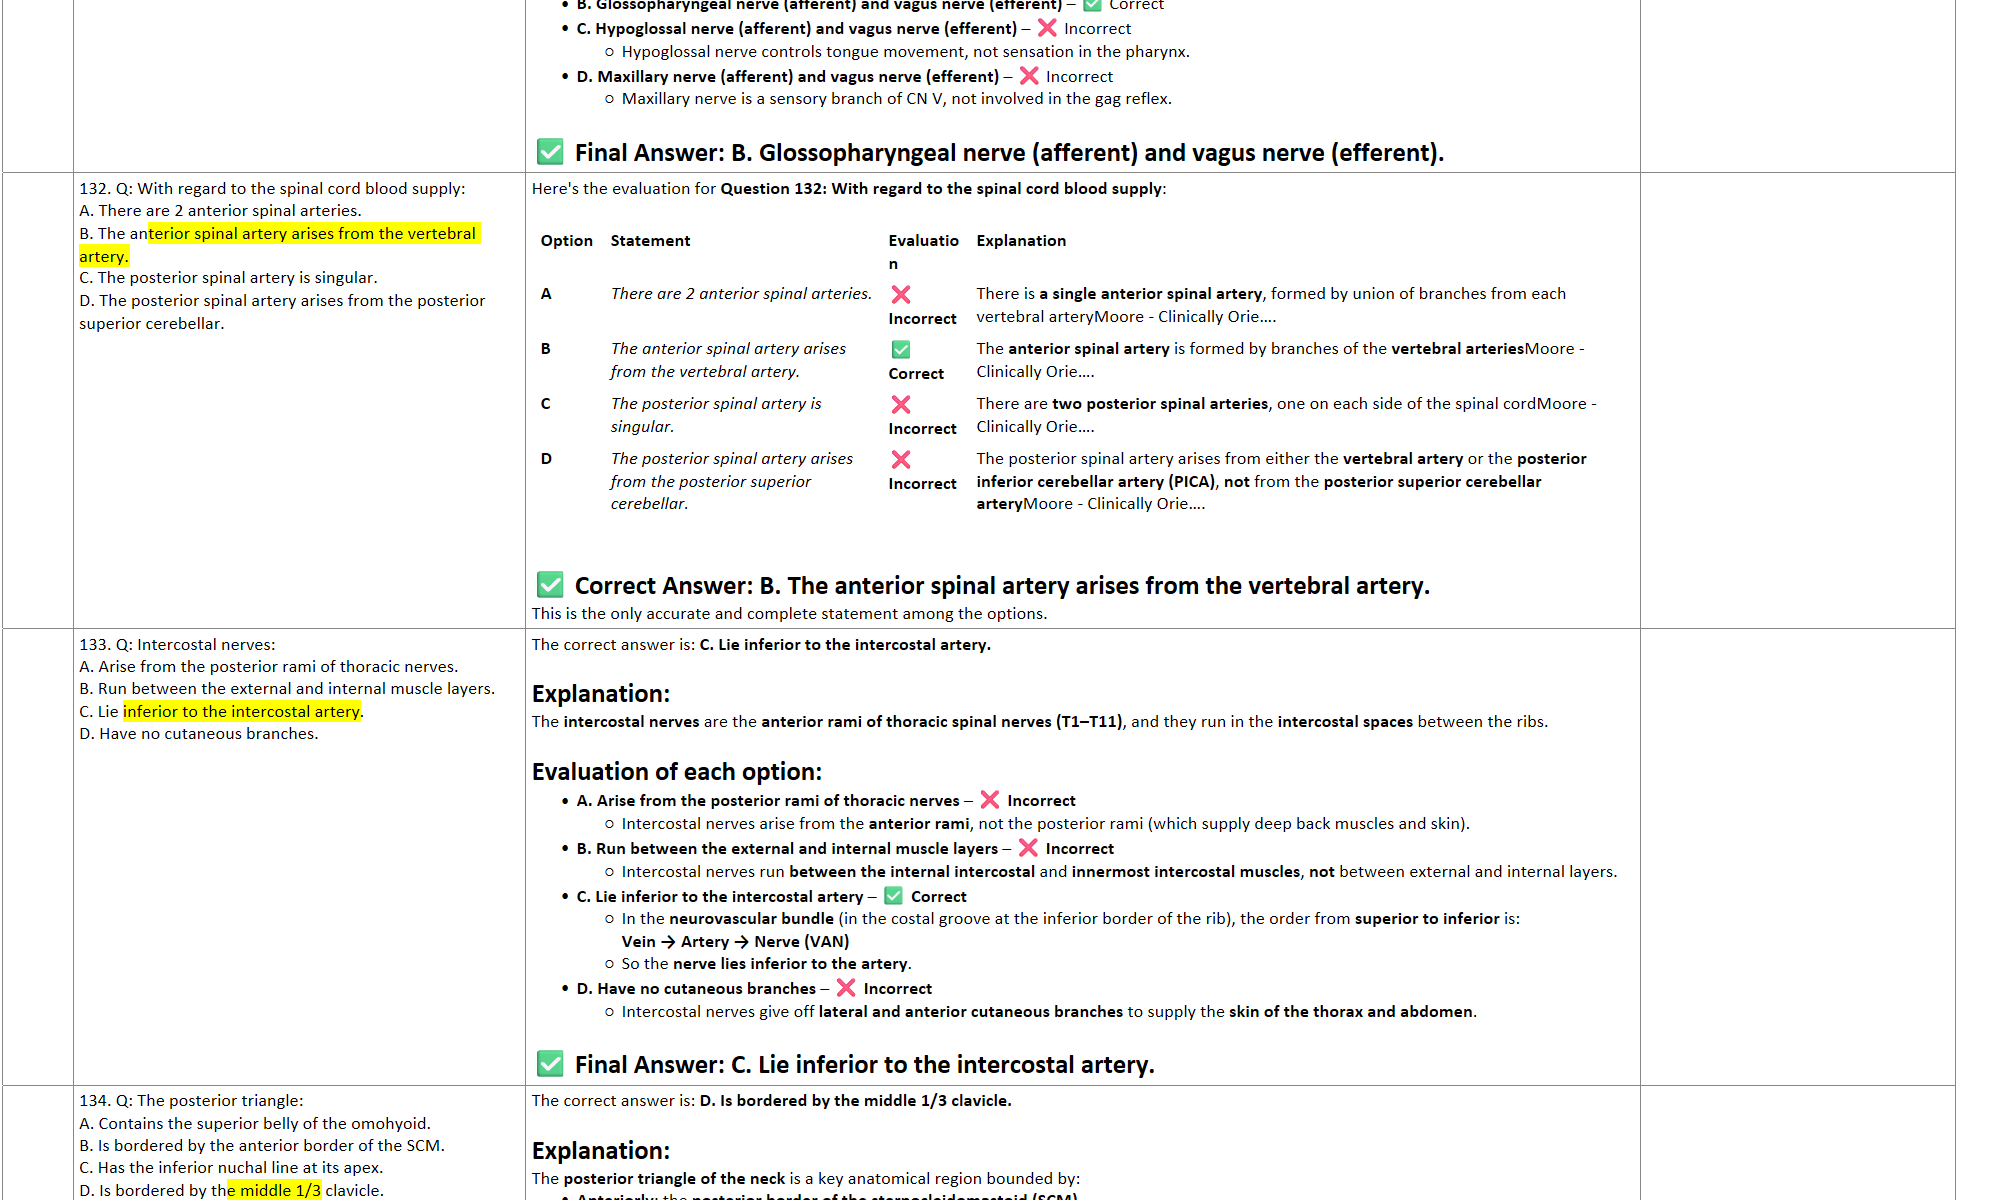 • B. Glossopharyngeal nerve (afferent) and vagus nerve (efferent) – ✅ Correct
• C. Hypoglossal nerve (afferent) and vagus nerve (efferent) – ❌ Incorrect
○ Hypoglossal nerve controls tongue movement, not sensation in the pharynx.
• D. Maxillary nerve (afferent) and vagus nerve (efferent) – ❌ Incorrect
○ Maxillary nerve is a sensory branch of CN V, not involved in the gag reflex.
✅ Final Answer: B. Glossopharyngeal nerve (afferent) and vagus nerve (efferent).
132. Q: With regard to the spinal cord blood supply:
A. There are 2 anterior spinal arteries.
B. The anterior spinal artery arises from the vertebral
artery.
C. The posterior spinal artery is singular.
D. The posterior spinal artery arises from the posterior
superior cerebellar.
Here's the evaluation for Question 132: With regard to the spinal cord blood supply:
Option Statement Evaluatio Explanation
n
A There are 2 anterior spinal arteries. ❌ There is a single anterior spinal artery, formed by union of branches from each
Incorrect vertebral arteryMoore - Clinically Orie….
B The anterior spinal artery arises ✅ The anterior spinal artery is formed by branches of the vertebral arteriesMoore -
from the vertebral artery. Correct Clinically Orie….
C The posterior spinal artery is ❌ There are two posterior spinal arteries, one on each side of the spinal cordMoore -
singular. Incorrect Clinically Orie….
D The posterior spinal artery arises ❌ The posterior spinal artery arises from either the vertebral artery or the posterior
from the posterior superior Incorrect inferior cerebellar artery (PICA), not from the posterior superior cerebellar
cerebellar. arteryMoore - Clinically Orie….
✅ Correct Answer: B. The anterior spinal artery arises from the vertebral artery.
This is the only accurate and complete statement among the options.
133. Q: Intercostal nerves:
A. Arise from the posterior rami of thoracic nerves.
B. Run between the external and internal muscle layers.
C. Lie inferior to the intercostal artery.
D. Have no cutaneous branches.
The correct answer is: C. Lie inferior to the intercostal artery.
Explanation:
The intercostal nerves are the anterior rami of thoracic spinal nerves (T1–T11), and they run in the intercostal spaces between the ribs.
Evaluation of each option:
• A. Arise from the posterior rami of thoracic nerves – ❌ Incorrect
○ Intercostal nerves arise from the anterior rami, not the posterior rami (which supply deep back muscles and skin).
• B. Run between the external and internal muscle layers – ❌ Incorrect
○ Intercostal nerves run between the internal intercostal and innermost intercostal muscles, not between external and internal layers.
• C. Lie inferior to the intercostal artery – ✅ Correct
○ In the neurovascular bundle (in the costal groove at the inferior border of the rib), the order from superior to inferior is:
Vein → Artery → Nerve (VAN)
○ So the nerve lies inferior to the artery.
• D. Have no cutaneous branches – ❌ Incorrect
○ Intercostal nerves give off lateral and anterior cutaneous branches to supply the skin of the thorax and abdomen.
✅ Final Answer: C. Lie inferior to the intercostal artery.
134. Q: The posterior triangle:
A. Contains the superior belly of the omohyoid.
B. Is bordered by the anterior border of the SCM.
C. Has the inferior nuchal line at its apex.
D. Is bordered by the middle 1/3 clavicle.
The correct answer is: D. Is bordered by the middle 1/3 clavicle.
Explanation:
The posterior triangle of the neck is a key anatomical region bounded by:
• Anteriorly: the posterior border of the sternocleidomastoid (SCM)